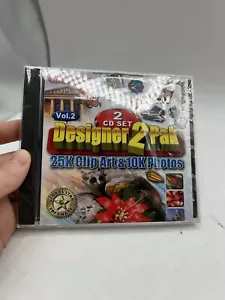 Vol.2
2
CD SET
Designer 2 Pak
25K Clip Art & 10K Photos